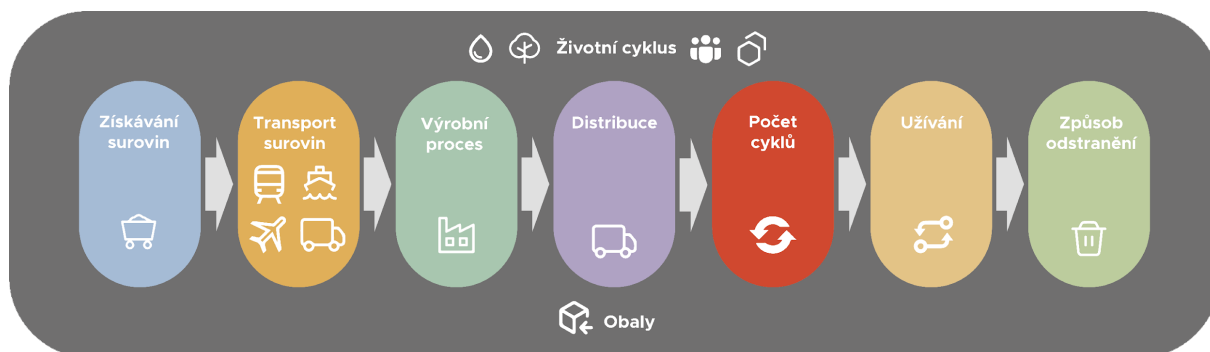 Životní cyklus
Získávání
surovin
Transport
surovin
Výrobní
proces
Distribuce
Počet
cyklů
Užívání
Způsob
odstranění
Obaly